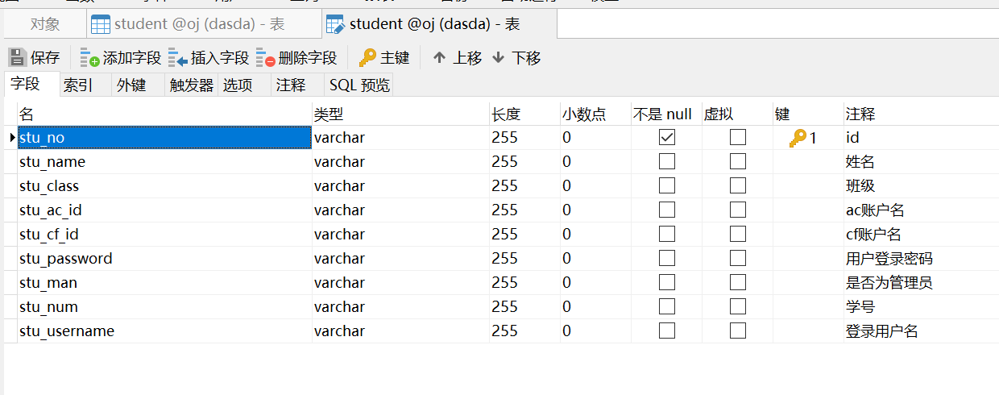 对象 student @oj (dasda) - 表 student @oj (dasda) - 表
保存 添加字段 插入字段 删除字段 主键 上移 下移
字段 索引 外键 触发器 选项 注释 SQL 预览
名 类型 长度 小数点 不是 null 虚拟 键 注释
stu_no varchar 255 0 1 id
stu_name varchar 255 0 姓名
stu_class varchar 255 0 班级
stu_ac_id varchar 255 0 ac账户名
stu_cf_id varchar 255 0 cf账户名
stu_password varchar 255 0 用户登录密码
stu_man varchar 255 0 是否为管理员
stu_num varchar 255 0 学号
stu_username varchar 255 0 登录用户名